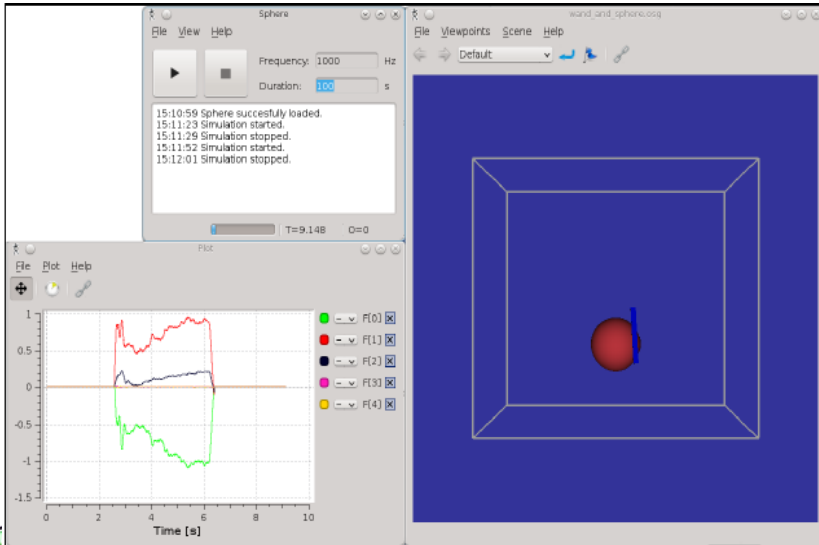 Sphere
File View Help
Frequency: 1000 Hz
Duration: 100 s
15:10:59 Sphere succesfully loaded.
15:11:23 Simulation started.
15:11:29 Simulation stopped.
15:11:52 Simulation started.
15:12:01 Simulation stopped.
T=9.148 O=0
wand_and_sphere.osg
File Viewpoints Scene Help
Default
Plot
File Plot Help
1
0.5
0
-0.5
-1
-1.5
0 2 4 6 8 10
Time [s]
F[0]
F[1]
F[2]
F[3]
F[4]